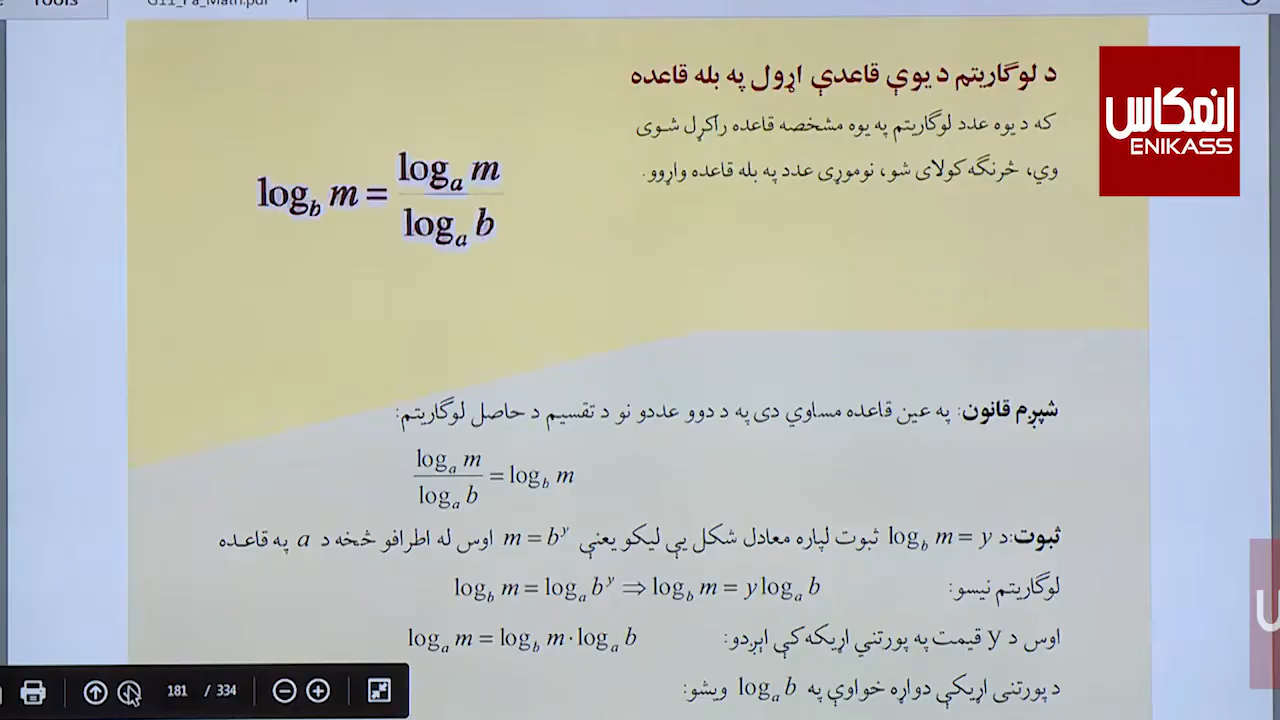 Tools
G11_Pa_Math.pdf
انعکاس
ENIKASS
د لوګاریتم د یوې قاعدې اړول په بله قاعده
که د یوه عدد لوګاریتم په یوه مشخصه قاعده راکړل شوی
وي، څرنګه کولای شو، نوموړی عدد په بله قاعده واړوو.
log_b m = log_a m / log_a b
شپږم قانون: په عین قاعده مساوي دی په د دوو عددو نو د تقسیم د حاصل لوګاریتم:
log_a m / log_a b = log_b m
ثبوت: د log_b m = y ثبوت لپاره معادل شکل یې لیکو یعنې m = b^y اوس له اطرافو څخه د a په قاعده
لوګاریتم نیسو: log_b m = log_a b^y ⇒ log_b m = y log_a b
اوس د y قیمت په پورتنۍ اړیکه کې اېږدو: log_a m = log_b m · log_a b
د پورتنی اړیکې دواړه خواوې په log_a b ویشو:
181 / 334